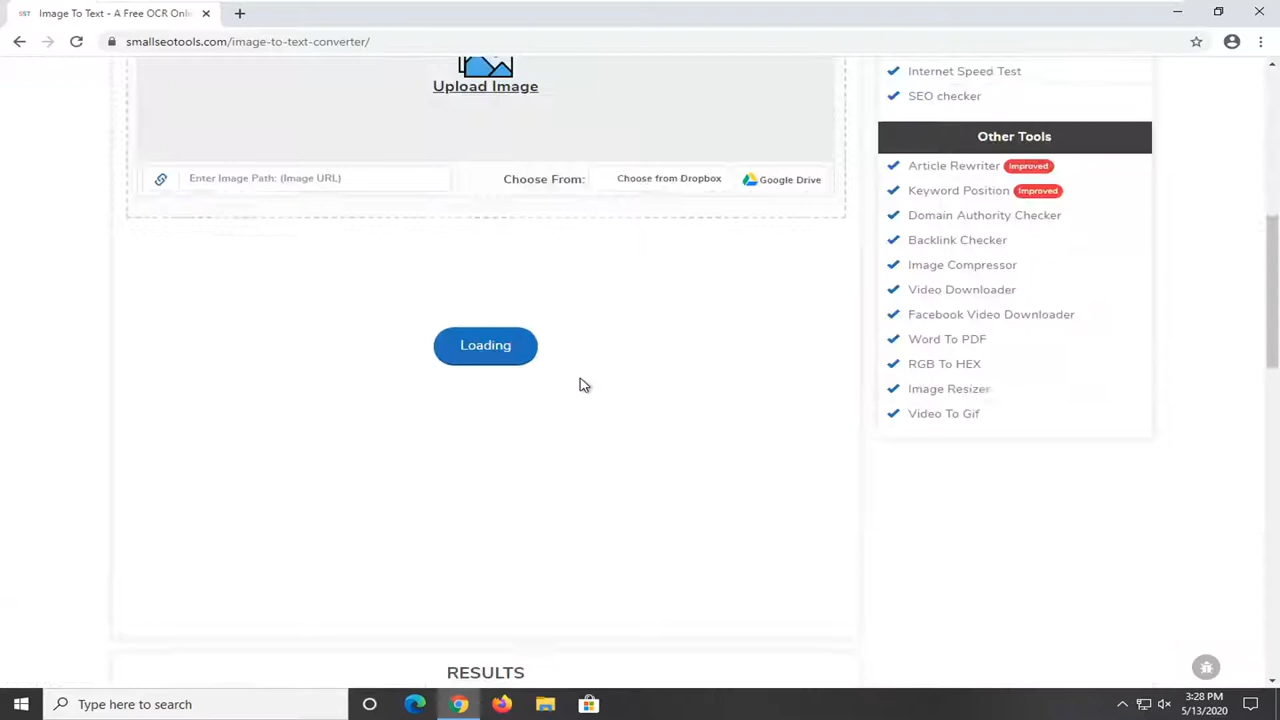 SST Image To Text - A Free OCR Onli
smallseotools.com/image-to-text-converter/
Upload Image
Enter Image Path: (Image URL)
Choose From:
Choose from Dropbox
Google Drive
Loading
RESULTS
Internet Speed Test
SEO checker
Other Tools
Article Rewriter Improved
Keyword Position Improved
Domain Authority Checker
Backlink Checker
Image Compressor
Video Downloader
Facebook Video Downloader
Word To PDF
RGB To HEX
Image Resizer
Video To Gif
Type here to search
3:28 PM
5/13/2020